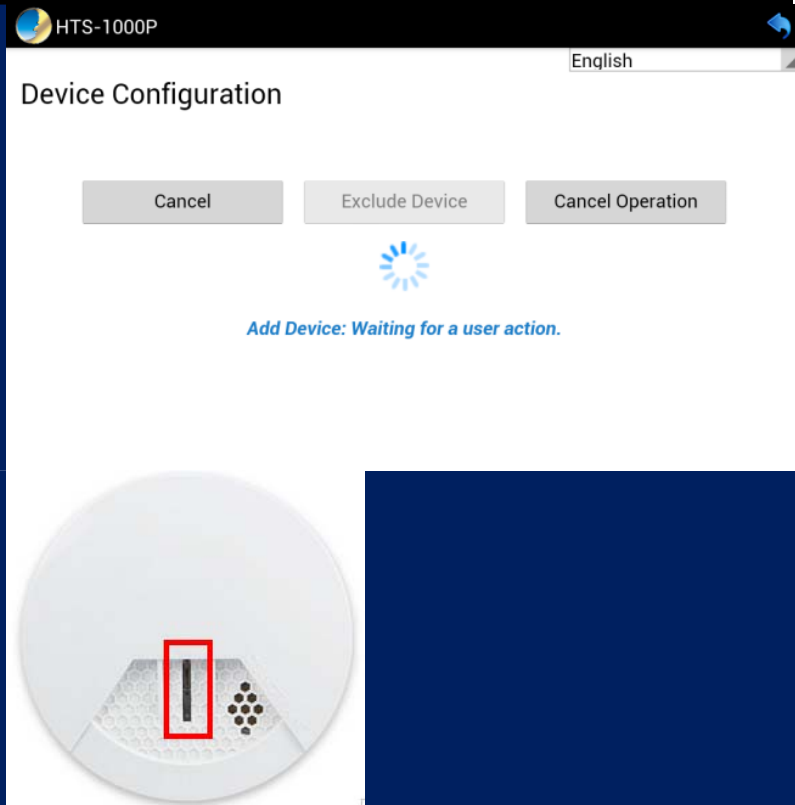 HTS-1000P
English
Device Configuration
Cancel
Exclude Device
Cancel Operation
Add Device: Waiting for a user action.